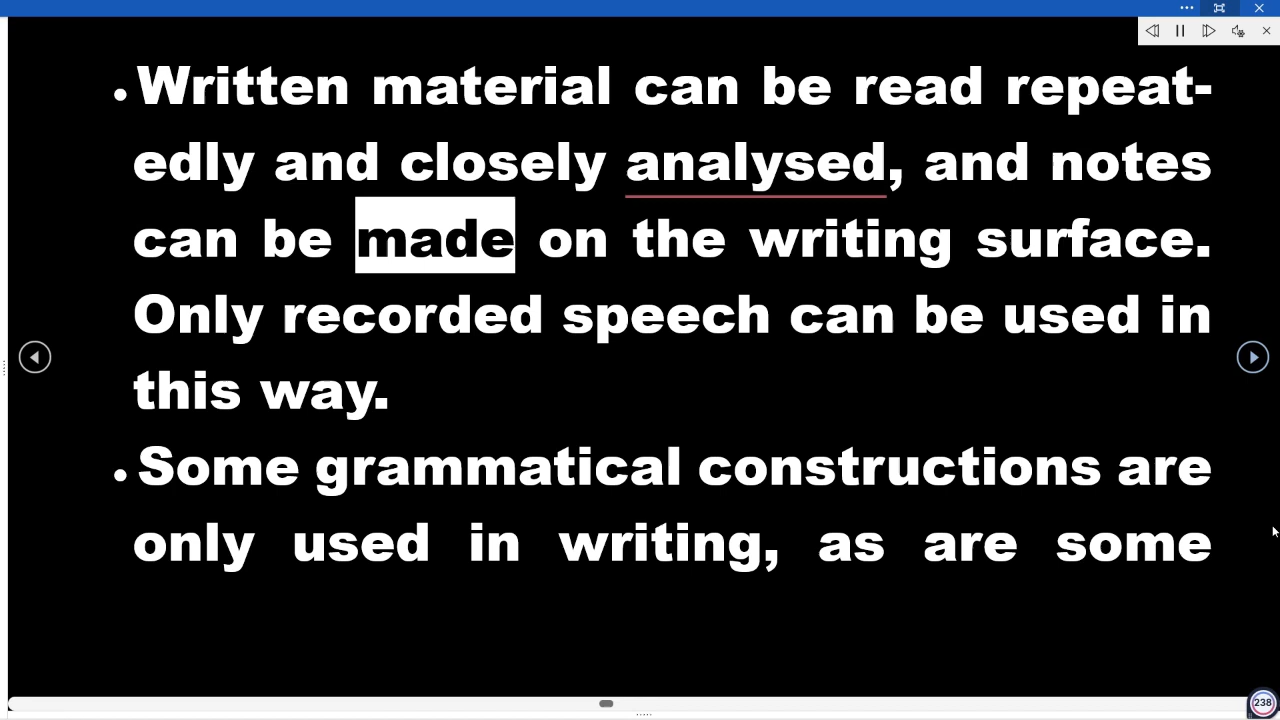 • Written material can be read repeat-
edly and closely analysed, and notes
can be made on the writing surface.
Only recorded speech can be used in
this way.
• Some grammatical constructions are
only used in writing, as are some
238